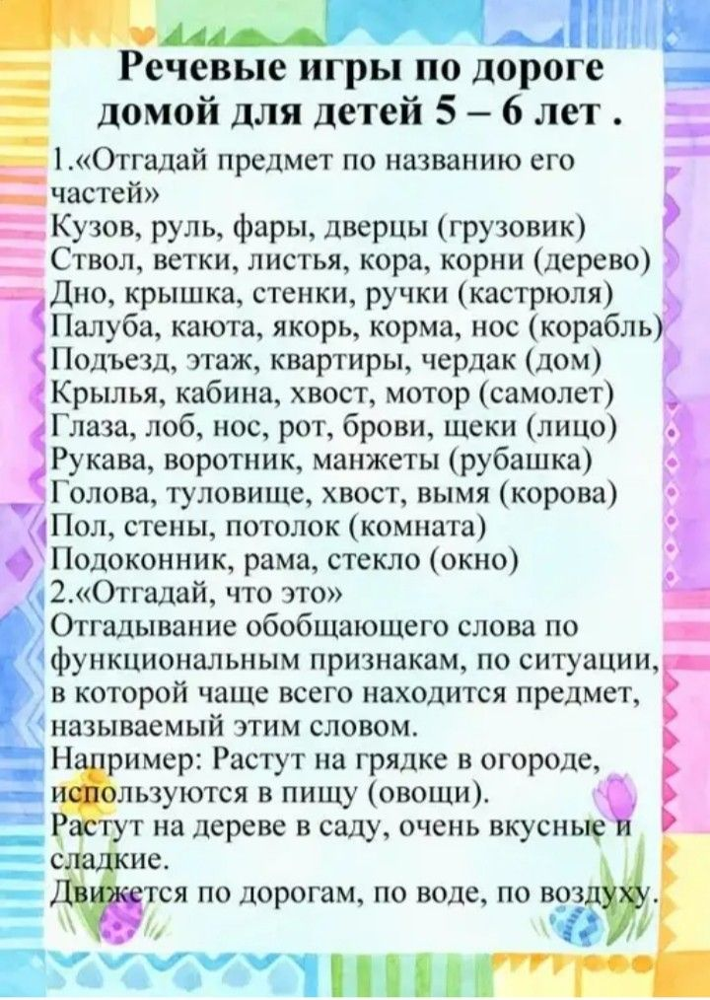 Речевые игры по дороге
домой для детей 5 – 6 лет .
1.«Отгадай предмет по названию его
частей»
Кузов, руль, фары, дверцы (грузовик)
Ствол, ветки, листья, кора, корни (дерево)
Дно, крышка, стенки, ручки (кастрюля)
Палуба, каюта, якорь, корма, нос (корабль)
Подъезд, этаж, квартиры, чердак (дом)
Крылья, кабина, хвост, мотор (самолет)
Глаза, лоб, нос, рот, брови, щеки (лицо)
Рукава, воротник, манжеты (рубашка)
Голова, туловище, хвост, вымя (корова)
Пол, стены, потолок (комната)
Подоконник, рама, стекло (окно)
2.«Отгадай, что это»
Отгадывание обобщающего слова по
функциональным признакам, по ситуации,
в которой чаще всего находится предмет,
называемый этим словом.
Например: Растут на грядке в огороде,
используются в пищу (овощи).
Растут на дереве в саду, очень вкусные и
сладкие.
Движется по дорогам, по воде, по воздуху.